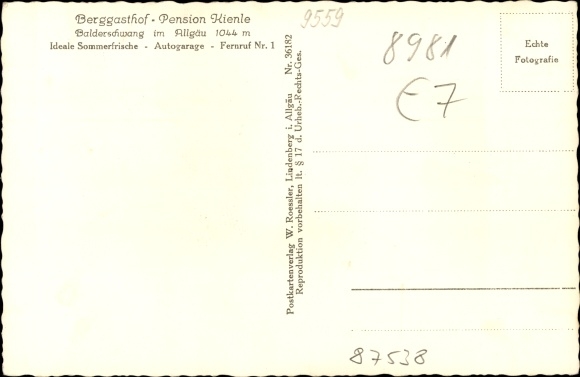 Berggasthof - Pension Kienle
Balderschwang im Allgäu 1044 m
Ideale Sommerfrische - Autogarage - Fernruf Nr. 1
Postkartenverlag W. Roessler, Lindenberg i. Allgäu Nr. 36182
Reproduktion vorbehalten lt. § 17 d. Urheb.-Rechts-Ges.
9559
8981
E7
Echte
Fotografie
87538